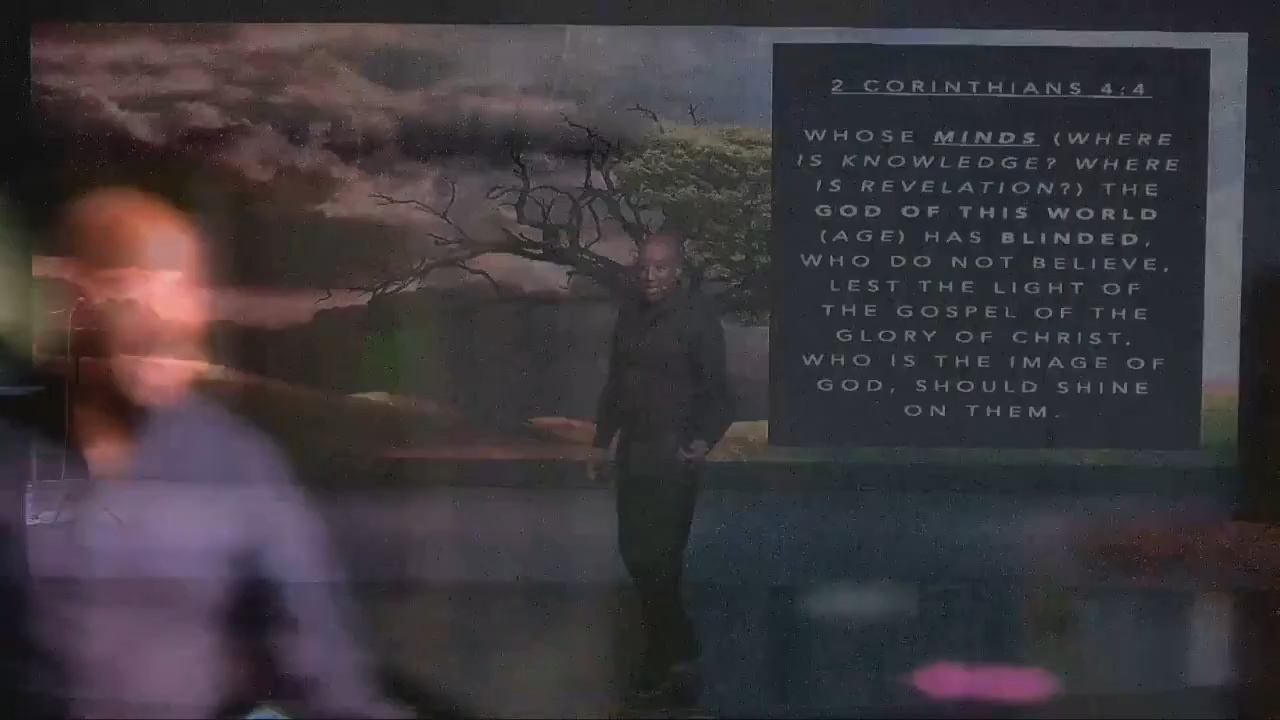 2 CORINTHIANS 4:4
WHOSE MINDS (WHERE
IS KNOWLEDGE? WHERE
IS REVELATION?) THE
GOD OF THIS WORLD
(AGE) HAS BLINDED,
WHO DO NOT BELIEVE,
LEST THE LIGHT OF
THE GOSPEL OF THE
GLORY OF CHRIST,
WHO IS THE IMAGE OF
GOD, SHOULD SHINE
ON THEM.